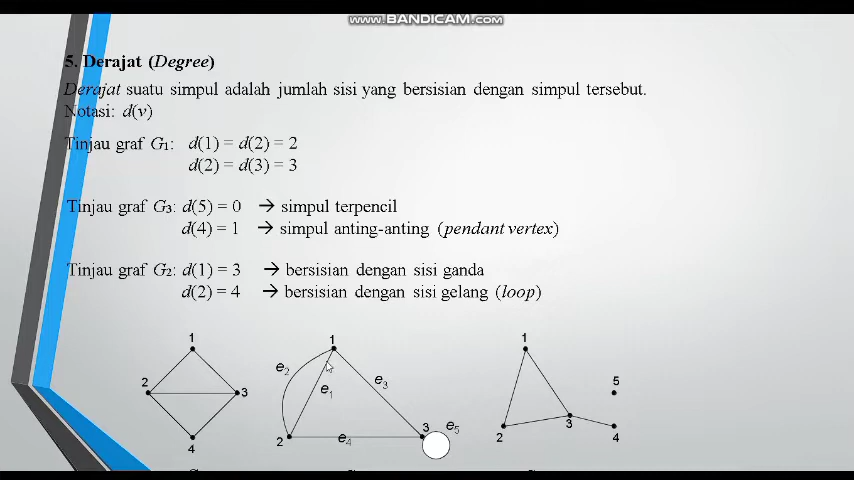 WWW.BANDICAM.COM
5. Derajat (Degree)
Derajat suatu simpul adalah jumlah sisi yang bersisian dengan simpul tersebut.
Notasi: d(v)
Tinjau graf G1: d(1) = d(2) = 2
d(2) = d(3) = 3
Tinjau graf G3: d(5) = 0 → simpul terpencil
d(4) = 1 → simpul anting-anting (pendant vertex)
Tinjau graf G2: d(1) = 3 → bersisian dengan sisi ganda
d(2) = 4 → bersisian dengan sisi gelang (loop)
1
2
3
4
1
e2
e1
e3
2
e4
3
e5
1
5
2
3
4